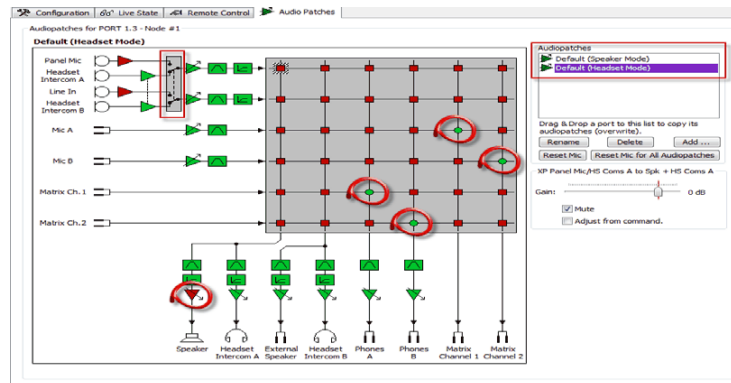 Configuration
Live State
Remote Control
Audio Patches
Audiopatches for PORT 1.3 - Node #1
Default (Headset Mode)
Panel Mic
Headset
Intercom A
Line In
Headset
Intercom B
Mic A
Mic B
Matrix Ch.1
Matrix Ch.2
Speaker
Headset
Intercom A
External
Speaker
Headset
Intercom B
Phones
A
Phones
B
Matrix
Channel 1
Matrix
Channel 2
Audiopatches
Default (Speaker Mode)
Default (Headset Mode)
Drag & Drop a port to this list to copy its
audiopatches (overwrite).
Rename
Delete
Add ...
Reset Mic
Reset Mic for All Audiopatches
XP Panel Mic/HS Coms A to Spk + HS Coms A
Gain:
0 dB
Mute
Adjust from command.